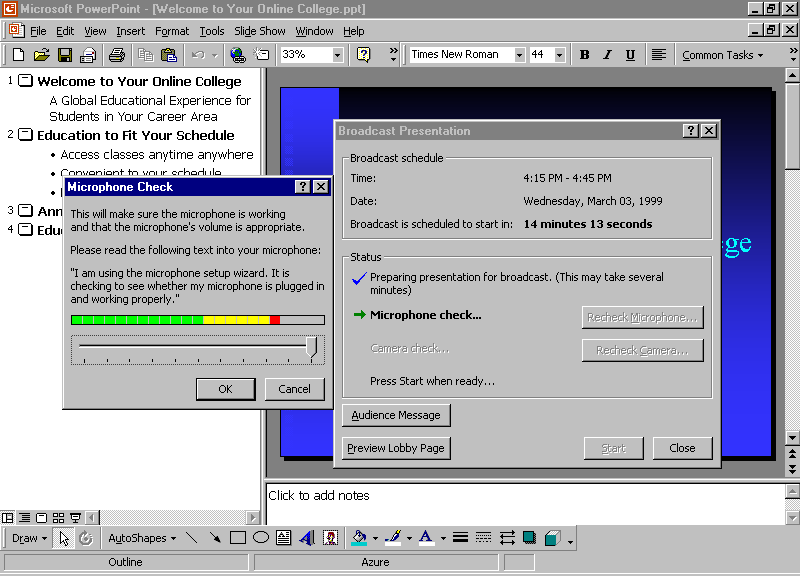 Microsoft PowerPoint - [Welcome to Your Online College.ppt]
File Edit View Insert Format Tools Slide Show Window Help
33% Times New Roman 44 B I U Common Tasks
1 Welcome to Your Online College
A Global Educational Experience for
Students in Your Career Area
2 Education to Fit Your Schedule
• Access classes anytime anywhere
• Convenient to your schedule
3
4
ge
Broadcast Presentation
Broadcast schedule
Time: 4:15 PM - 4:45 PM
Date: Wednesday, March 03, 1999
Broadcast is scheduled to start in: 14 minutes 13 seconds
Status
Preparing presentation for broadcast. (This may take several
minutes)
Microphone check...
Recheck Microphone...
Camera check...
Recheck Camera...
Press Start when ready...
Audience Message
Preview Lobby Page
Start
Close
Microphone Check
This will make sure the microphone is working
and that the microphone's volume is appropriate.
Please read the following text into your microphone:
"I am using the microphone setup wizard. It is
checking to see whether my microphone is plugged in
and working properly."
OK
Cancel
Click to add notes
Draw AutoShapes
Outline
Azure